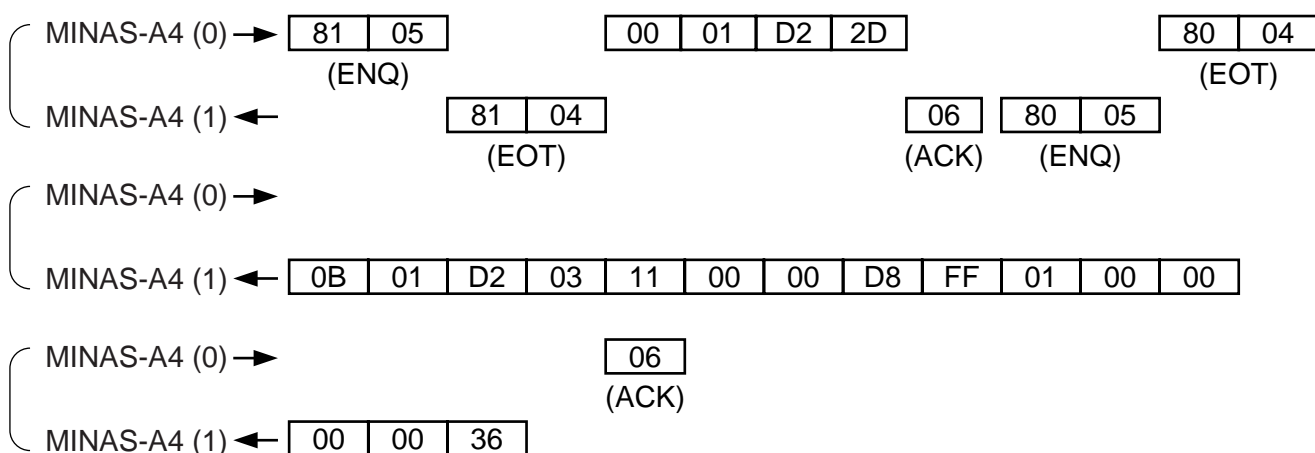 MINAS-A4 (0) 81 05 00 01 D2 2D 80 04
(ENQ) (EOT)
MINAS-A4 (1) 81 04 06 80 05
(EOT) (ACK) (ENQ)
MINAS-A4 (0)
MINAS-A4 (1) 0B 01 D2 03 11 00 00 D8 FF 01 00 00
MINAS-A4 (0) 06
(ACK)
MINAS-A4 (1) 00 00 36